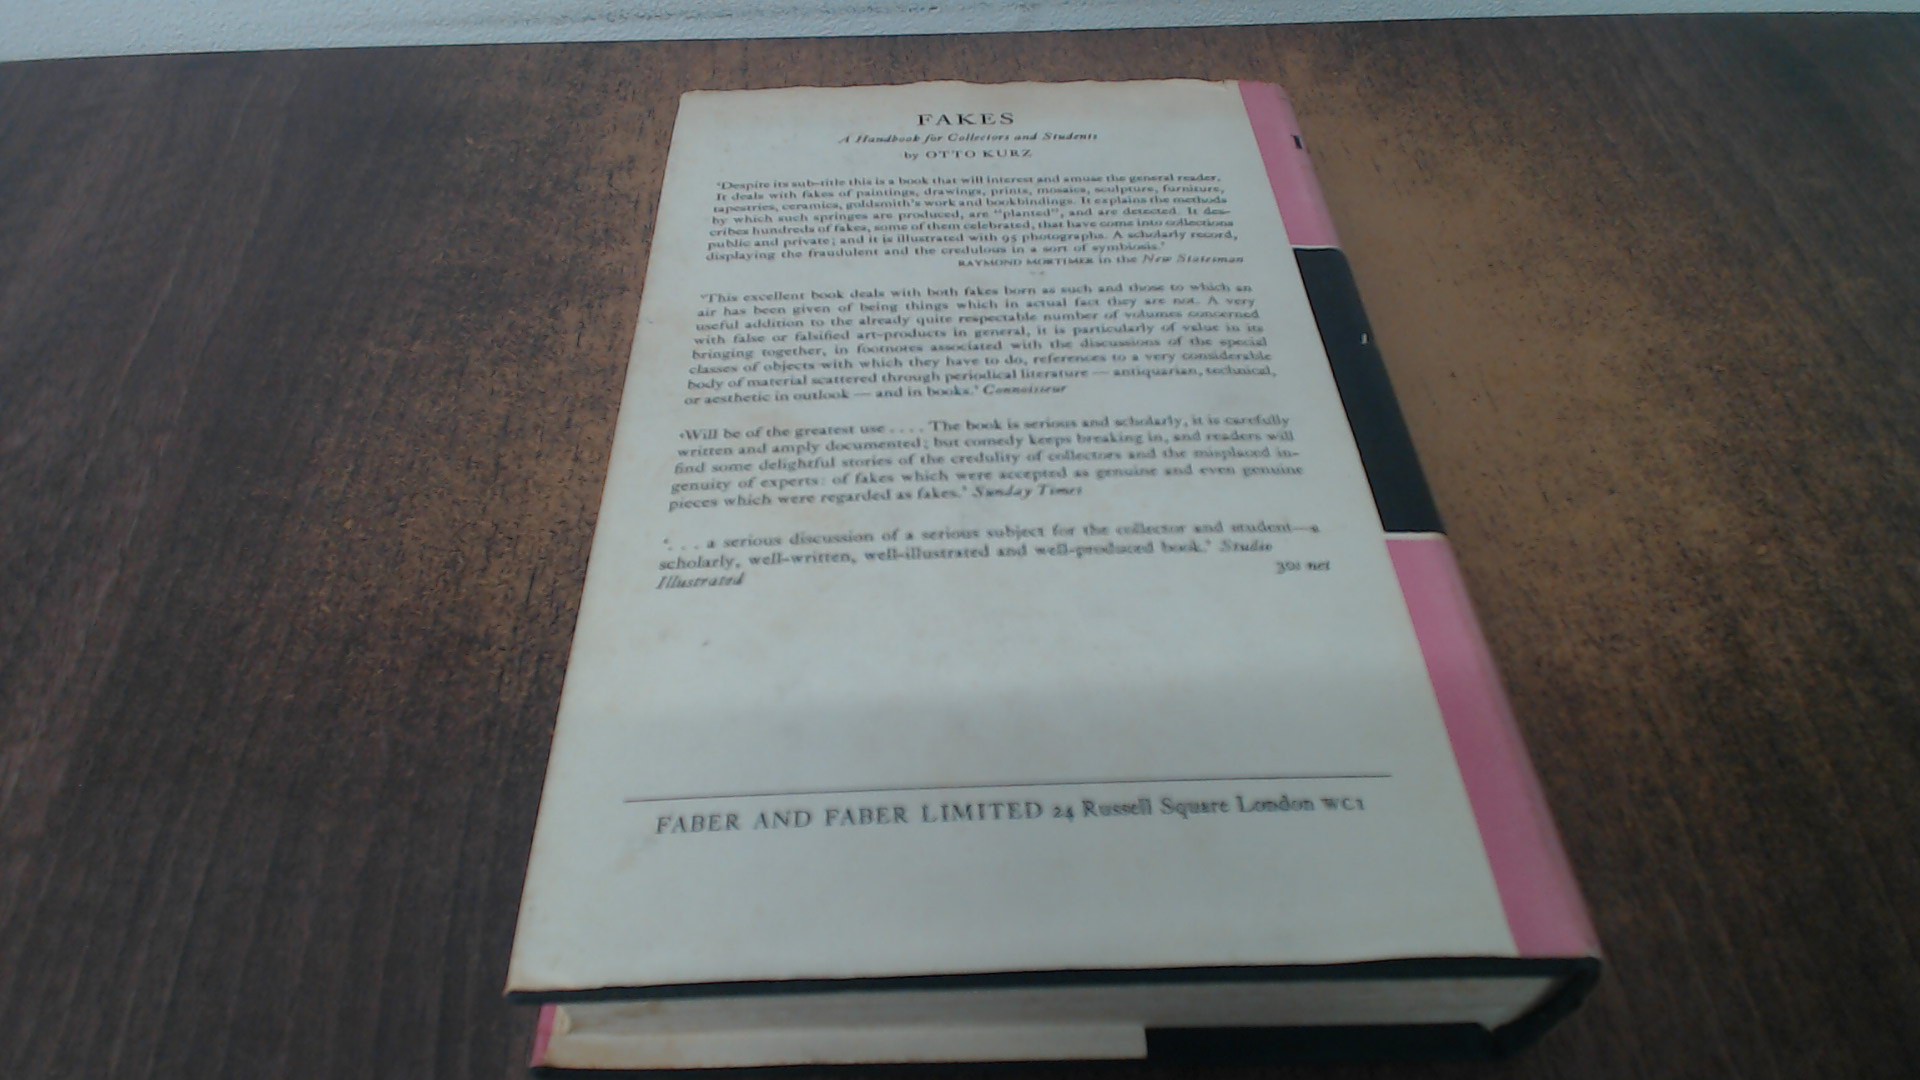 FAKES
A Handbook for Collectors and Students
by OTTO KURZ
'Despite its sub-title this is a book that will interest and amuse the general reader.
It deals with fakes of paintings, drawings, prints, mosaics, sculpture, furniture,
tapestries, ceramics, goldsmith's work and bookbindings. It explains the methods
by which such springes are produced, are "planted", and are detected. It des-
cribes hundreds of fakes, some of them celebrated, that have come into collections
public and private; and it is illustrated with 95 photographs. A scholarly record,
displaying the fraudulent and the credulous in a sort of symbiosis.'
RAYMOND MORTIMER in the New Statesman
'This excellent book deals with both fakes born as such and those to which an
air has been given of being things which in actual fact they are not. A very
useful addition to the already quite respectable number of volumes concerned
with false or falsified art-products in general, it is particularly of value in its
bringing together, in footnotes associated with the discussions of the special
classes of objects with which they have to do, references to a very considerable
body of material scattered through periodical literature — antiquarian, technical,
or aesthetic in outlook — and in books.' Connoisseur
'Will be of the greatest use . . . . The book is serious and scholarly, it is carefully
written and amply documented; but comedy keeps breaking in, and readers will
find some delightful stories of the credulity of collectors and the misplaced in-
genuity of experts: of fakes which were accepted as genuine and even genuine
pieces which were regarded as fakes.' Sunday Times
'. . . a serious discussion of a serious subject for the collector and student—a
scholarly, well-written, well-illustrated and well-produced book.' Studio
Illustrated
30s net
FABER AND FABER LIMITED 24 Russell Square London WC1